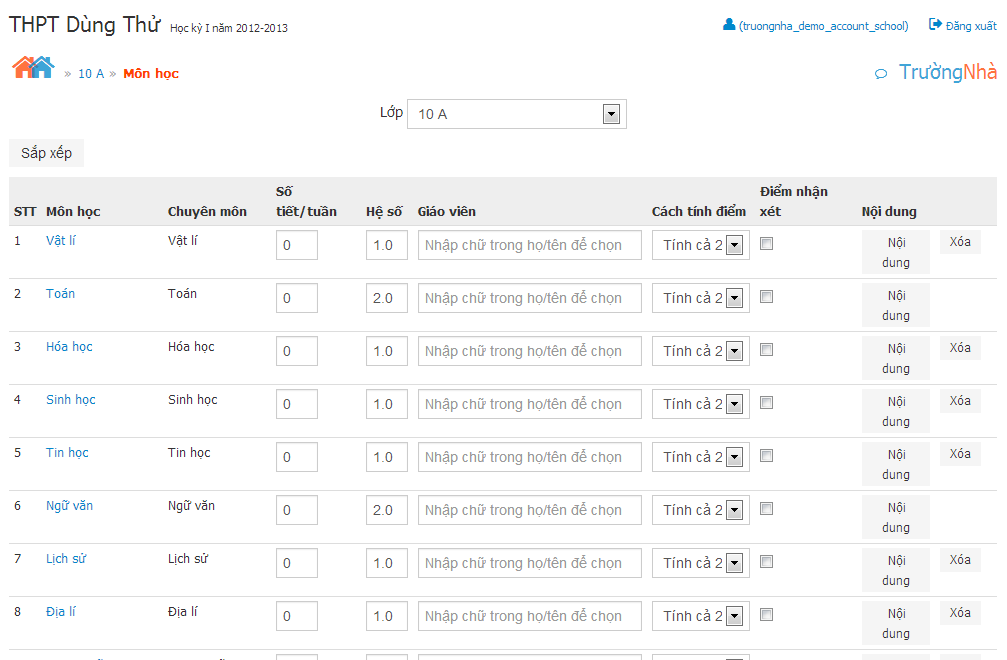 THPT Dùng Thử Học kỳ I năm 2012-2013 (truongnha_demo_account_school) Đăng xuất
» 10 A » Môn học TrườngNhà
Lớp 10 A
Sắp xếp
STT Môn học Chuyên môn Số tiết/tuần Hệ số Giáo viên Cách tính điểm Điểm nhận xét Nội dung
1 Vật lí Vật lí 0 1.0 Nhập chữ trong họ/tên để chọn Tính cả 2 Nội dung Xóa
2 Toán Toán 0 2.0 Nhập chữ trong họ/tên để chọn Tính cả 2 Nội dung
3 Hóa học Hóa học 0 1.0 Nhập chữ trong họ/tên để chọn Tính cả 2 Nội dung Xóa
4 Sinh học Sinh học 0 1.0 Nhập chữ trong họ/tên để chọn Tính cả 2 Nội dung Xóa
5 Tin học Tin học 0 1.0 Nhập chữ trong họ/tên để chọn Tính cả 2 Nội dung Xóa
6 Ngữ văn Ngữ văn 0 2.0 Nhập chữ trong họ/tên để chọn Tính cả 2 Nội dung
7 Lịch sử Lịch sử 0 1.0 Nhập chữ trong họ/tên để chọn Tính cả 2 Nội dung Xóa
8 Địa lí Địa lí 0 1.0 Nhập chữ trong họ/tên để chọn Tính cả 2 Nội dung Xóa